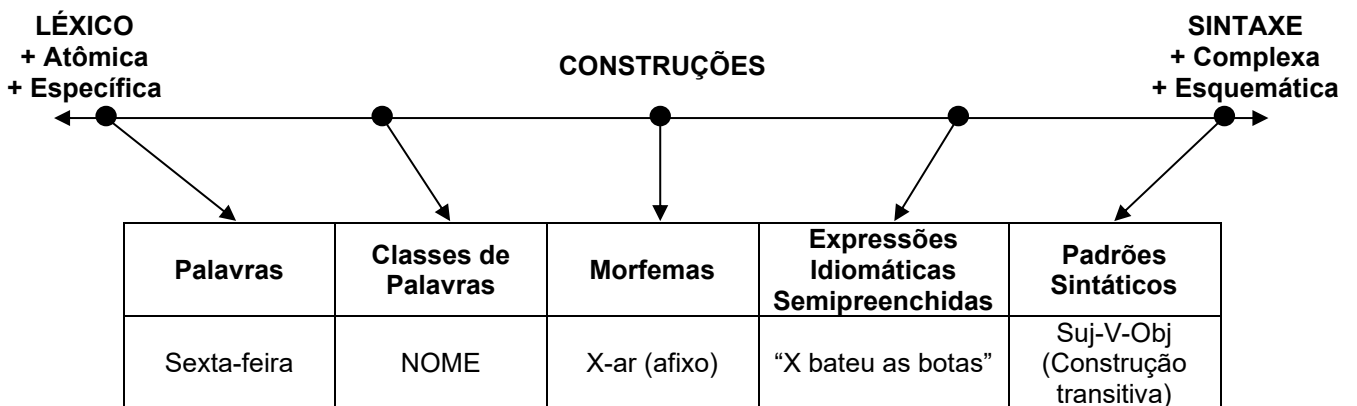 LÉXICO
+ Atômica
+ Específica
CONSTRUÇÕES
SINTAXE
+ Complexa
+ Esquemática
Palavras
Classes de
Palavras
Morfemas
Expressões
Idiomáticas
Semipreenchidas
Padrões
Sintáticos
Sexta-feira
NOME
X-ar (afixo)
“X bateu as botas”
Suj-V-Obj
(Construção
transitiva)